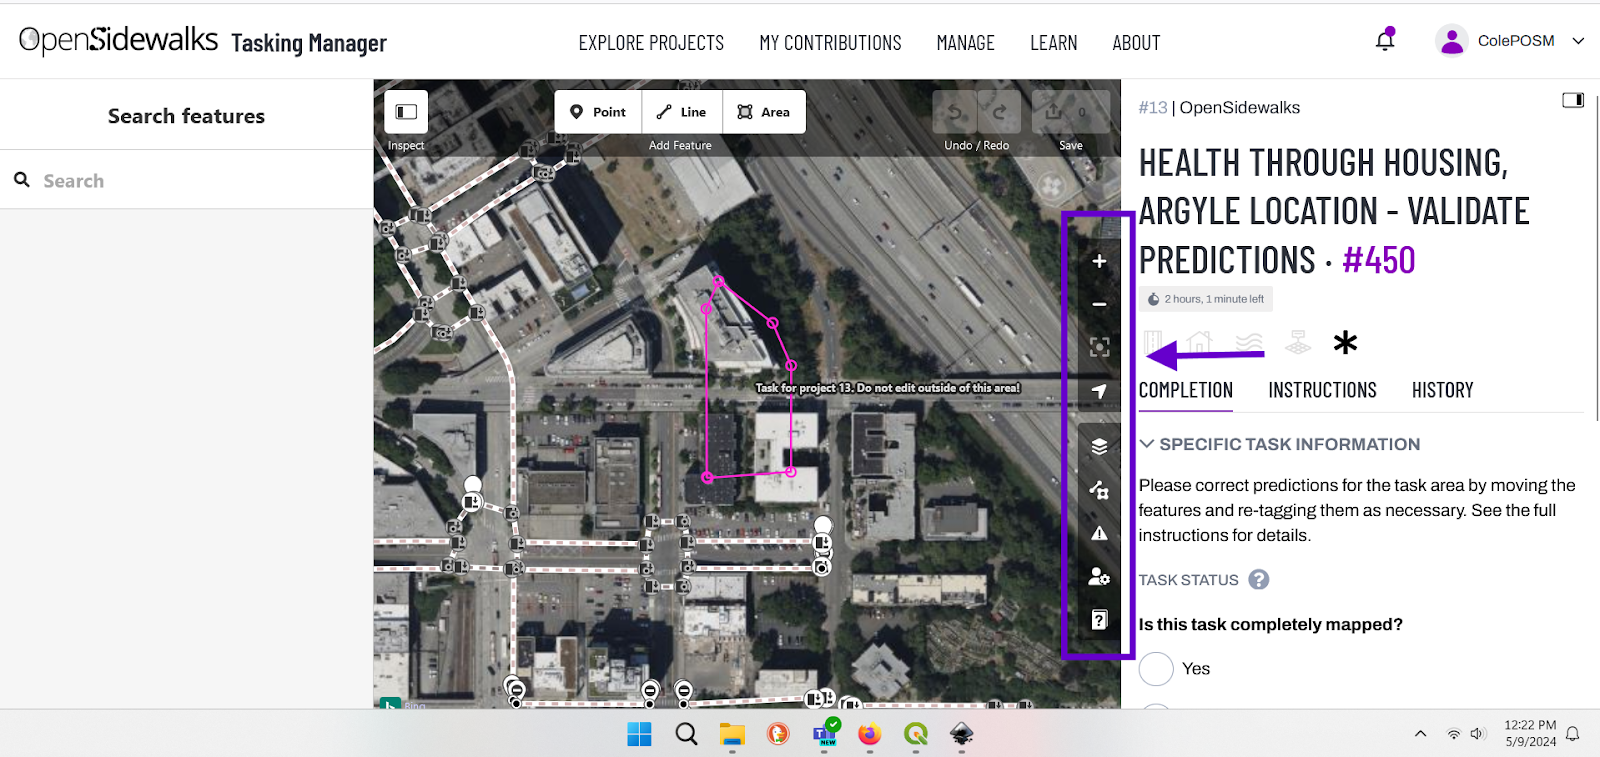 OpenSidewalks Tasking Manager
EXPLORE PROJECTS MY CONTRIBUTIONS MANAGE LEARN ABOUT
ColePOSM
Search features
Search
Point Line Area
0
Inspect Add Feature Undo / Redo Save
Task for project 13. Do not edit outside of this area!
Bing
#13 | OpenSidewalks
HEALTH THROUGH HOUSING,
ARGYLE LOCATION - VALIDATE
PREDICTIONS · #450
2 hours, 1 minute left
COMPLETION INSTRUCTIONS HISTORY
SPECIFIC TASK INFORMATION
Please correct predictions for the task area by moving the
features and re-tagging them as necessary. See the full
instructions for details.
TASK STATUS ?
Is this task completely mapped?
Yes
NEW
12:22 PM
5/9/2024